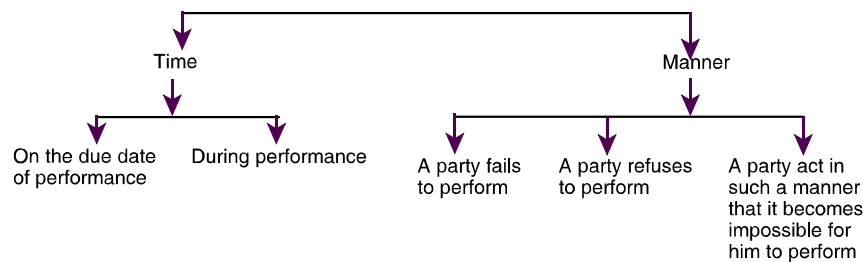 Time
Manner
On the due date
of performance
During performance
A party fails
to perform
A party refuses
to perform
A party act in
such a manner
that it becomes
impossible for
him to perform